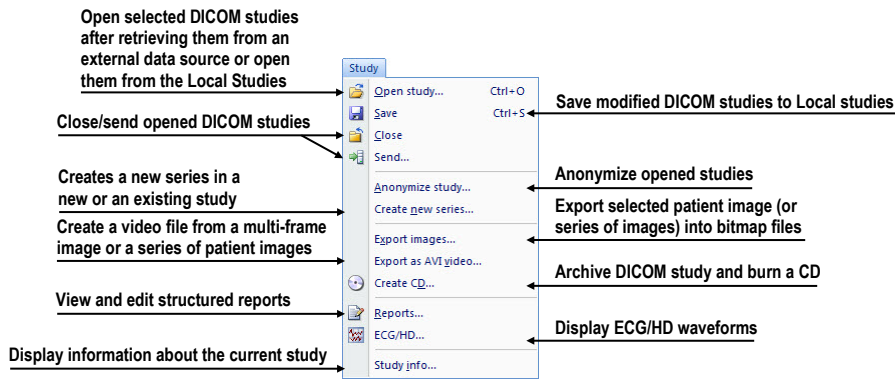 Open selected DICOM studies
after retrieving them from an
external data source or open
them from the Local Studies
Close/send opened DICOM studies
Creates a new series in a
new or an existing study
Create a video file from a multi-frame
image or a series of patient images
View and edit structured reports
Display information about the current study
Study
Open study... Ctrl+O
Save Ctrl+S
Close
Send...
Anonymize study...
Create new series...
Export images...
Export as AVI video...
Create CD...
Reports...
ECG/HD...
Study info...
Save modified DICOM studies to Local studies
Anonymize opened studies
Export selected patient image (or
series of images) into bitmap files
Archive DICOM study and burn a CD
Display ECG/HD waveforms